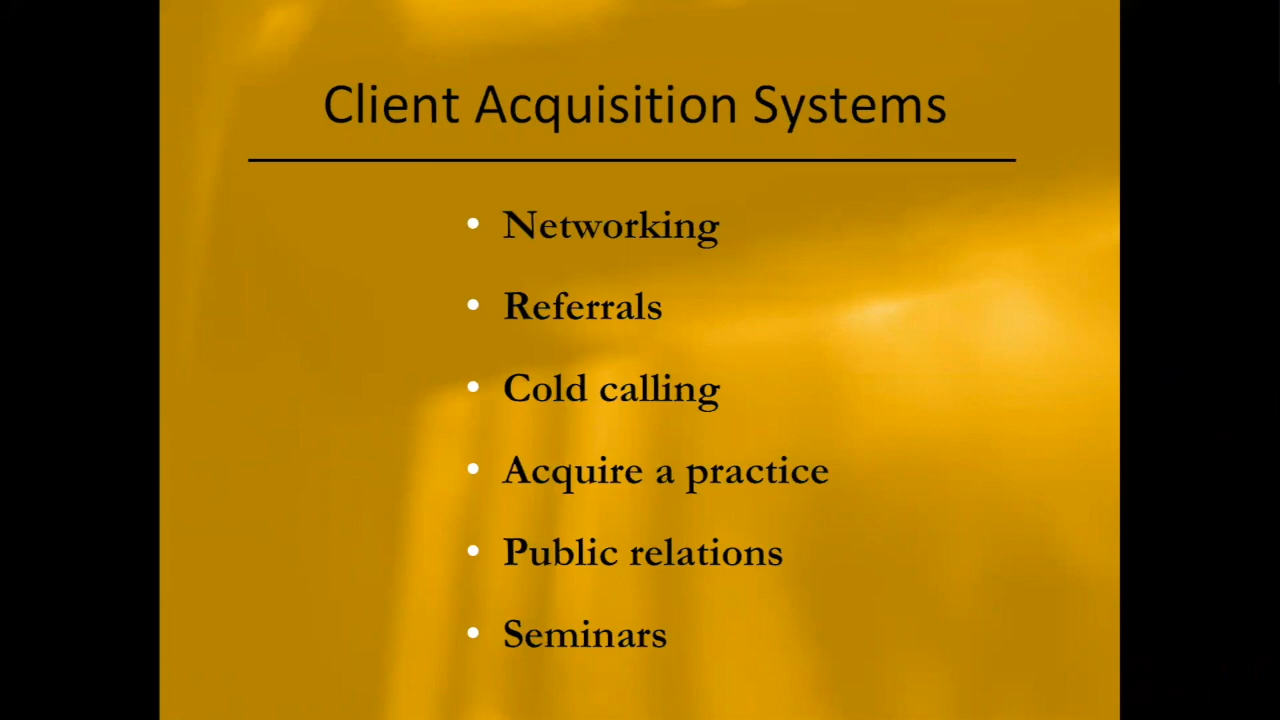 Client Acquisition Systems
• Networking
• Referrals
• Cold calling
• Acquire a practice
• Public relations
• Seminars